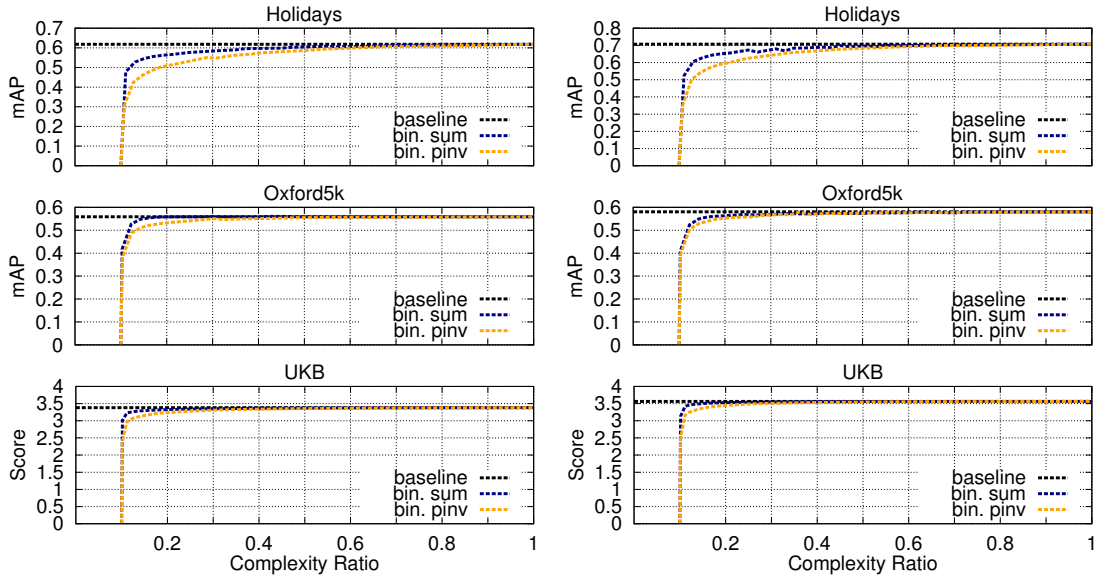 Holidays
mAP
0.7
0.6
0.5
0.4
0.3
0.2
0.1
0
baseline
bin. sum
bin. pinv
Holidays
mAP
0.8
0.7
0.6
0.5
0.4
0.3
0.2
0.1
0
baseline
bin. sum
bin. pinv
Oxford5k
mAP
0.6
0.5
0.4
0.3
0.2
0.1
0
baseline
bin. sum
bin. pinv
Oxford5k
mAP
0.6
0.5
0.4
0.3
0.2
0.1
0
baseline
bin. sum
bin. pinv
UKB
Score
4
3.5
3
2.5
2
1.5
1
0.5
0
baseline
bin. sum
bin. pinv
0.2 0.4 0.6 0.8 1
Complexity Ratio
UKB
Score
4
3.5
3
2.5
2
1.5
1
0.5
0
baseline
bin. sum
bin. pinv
0.2 0.4 0.6 0.8 1
Complexity Ratio